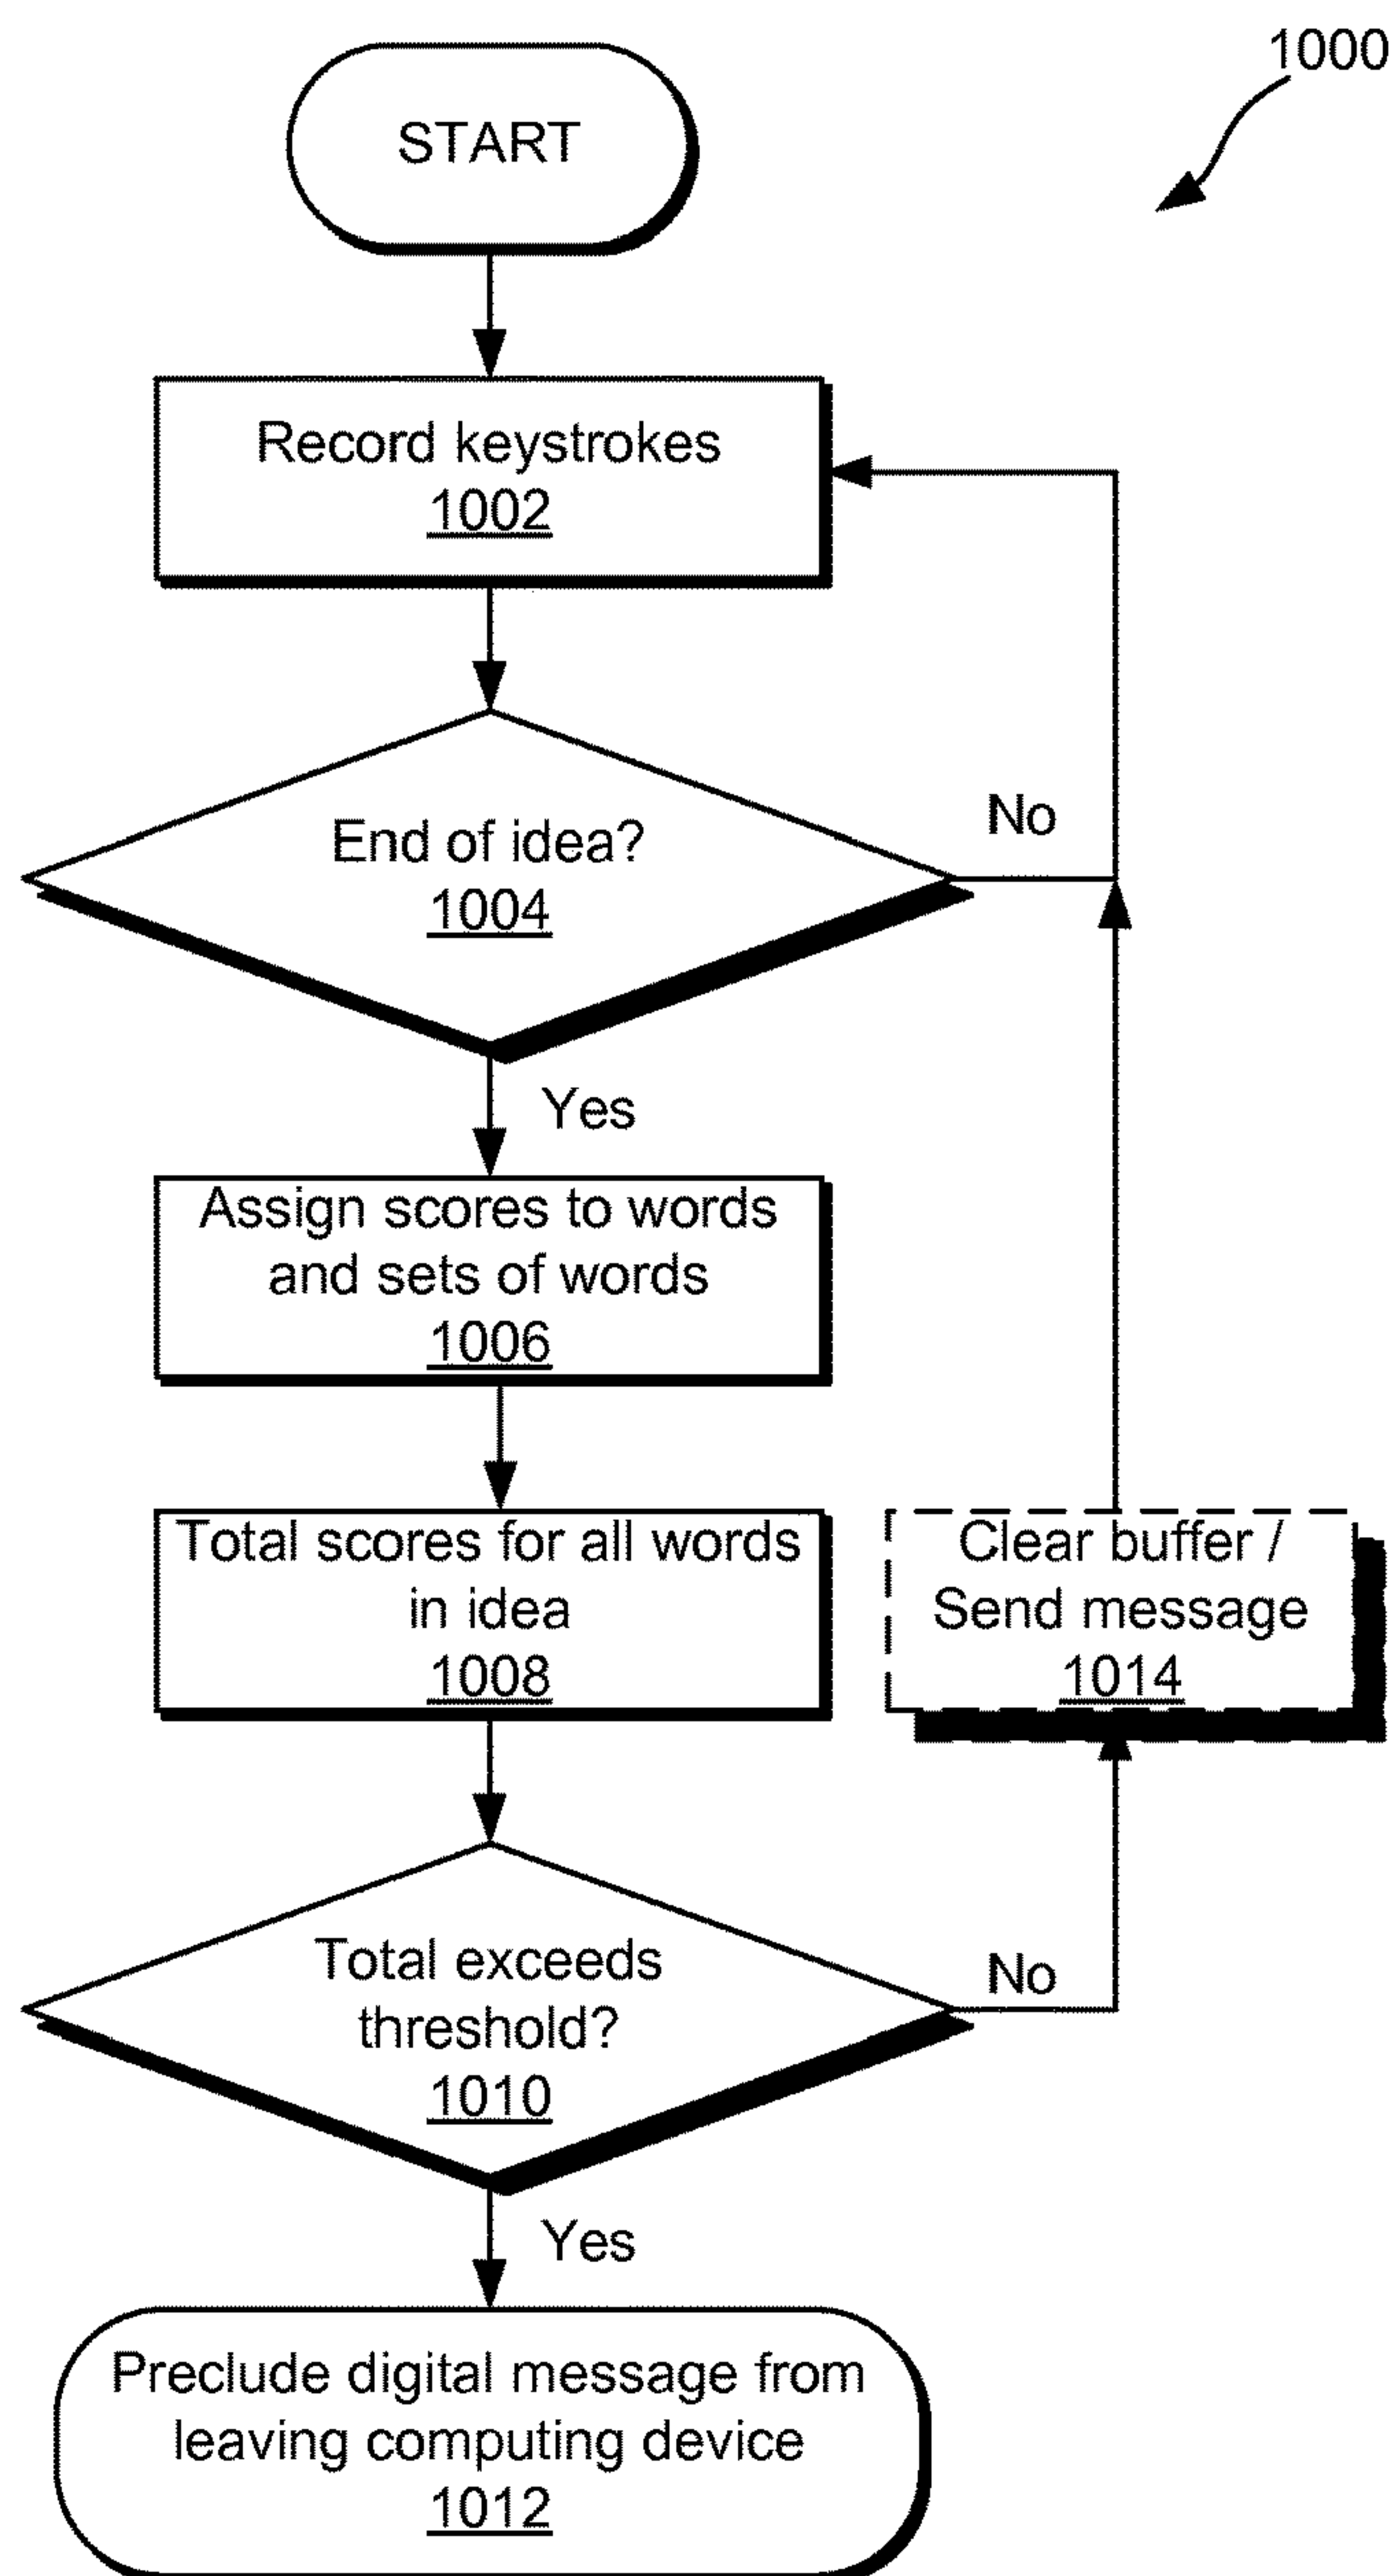 1000
START
Record keystrokes
1002
End of idea?
1004
No
Yes
Assign scores to words
and sets of words
1006
Total scores for all words
in idea
1008
Clear buffer /
Send message
1014
Total exceeds
threshold?
1010
No
Yes
Preclude digital message from
leaving computing device
1012